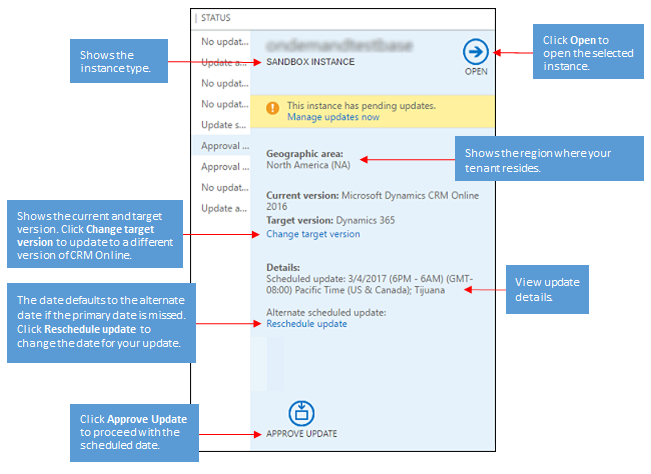 STATUS
No updat...
Update a...
No updat...
No updat...
Update s...
Approval ...
Approval ...
No updat...
Update a...
SANDBOX INSTANCE
OPEN
This instance has pending updates.
Manage updates now
Geographic area:
North America (NA)
Current version: Microsoft Dynamics CRM Online
2016
Target version: Dynamics 365
Change target version
Details:
Scheduled update: 3/4/2017 (6PM - 6AM) (GMT-
08:00) Pacific Time (US & Canada); Tijuana
Alternate scheduled update:
Reschedule update
APPROVE UPDATE
Shows the
instance type.
Click Open to
open the selected
instance.
Shows the region where your
tenant resides.
Shows the current and target
version. Click Change target
version to update to a different
version of CRM Online.
View update
details.
The date defaults to the alternate
date if the primary date is missed.
Click Reschedule update to
change the date for your update.
Click Approve Update
to proceed with the
scheduled date.